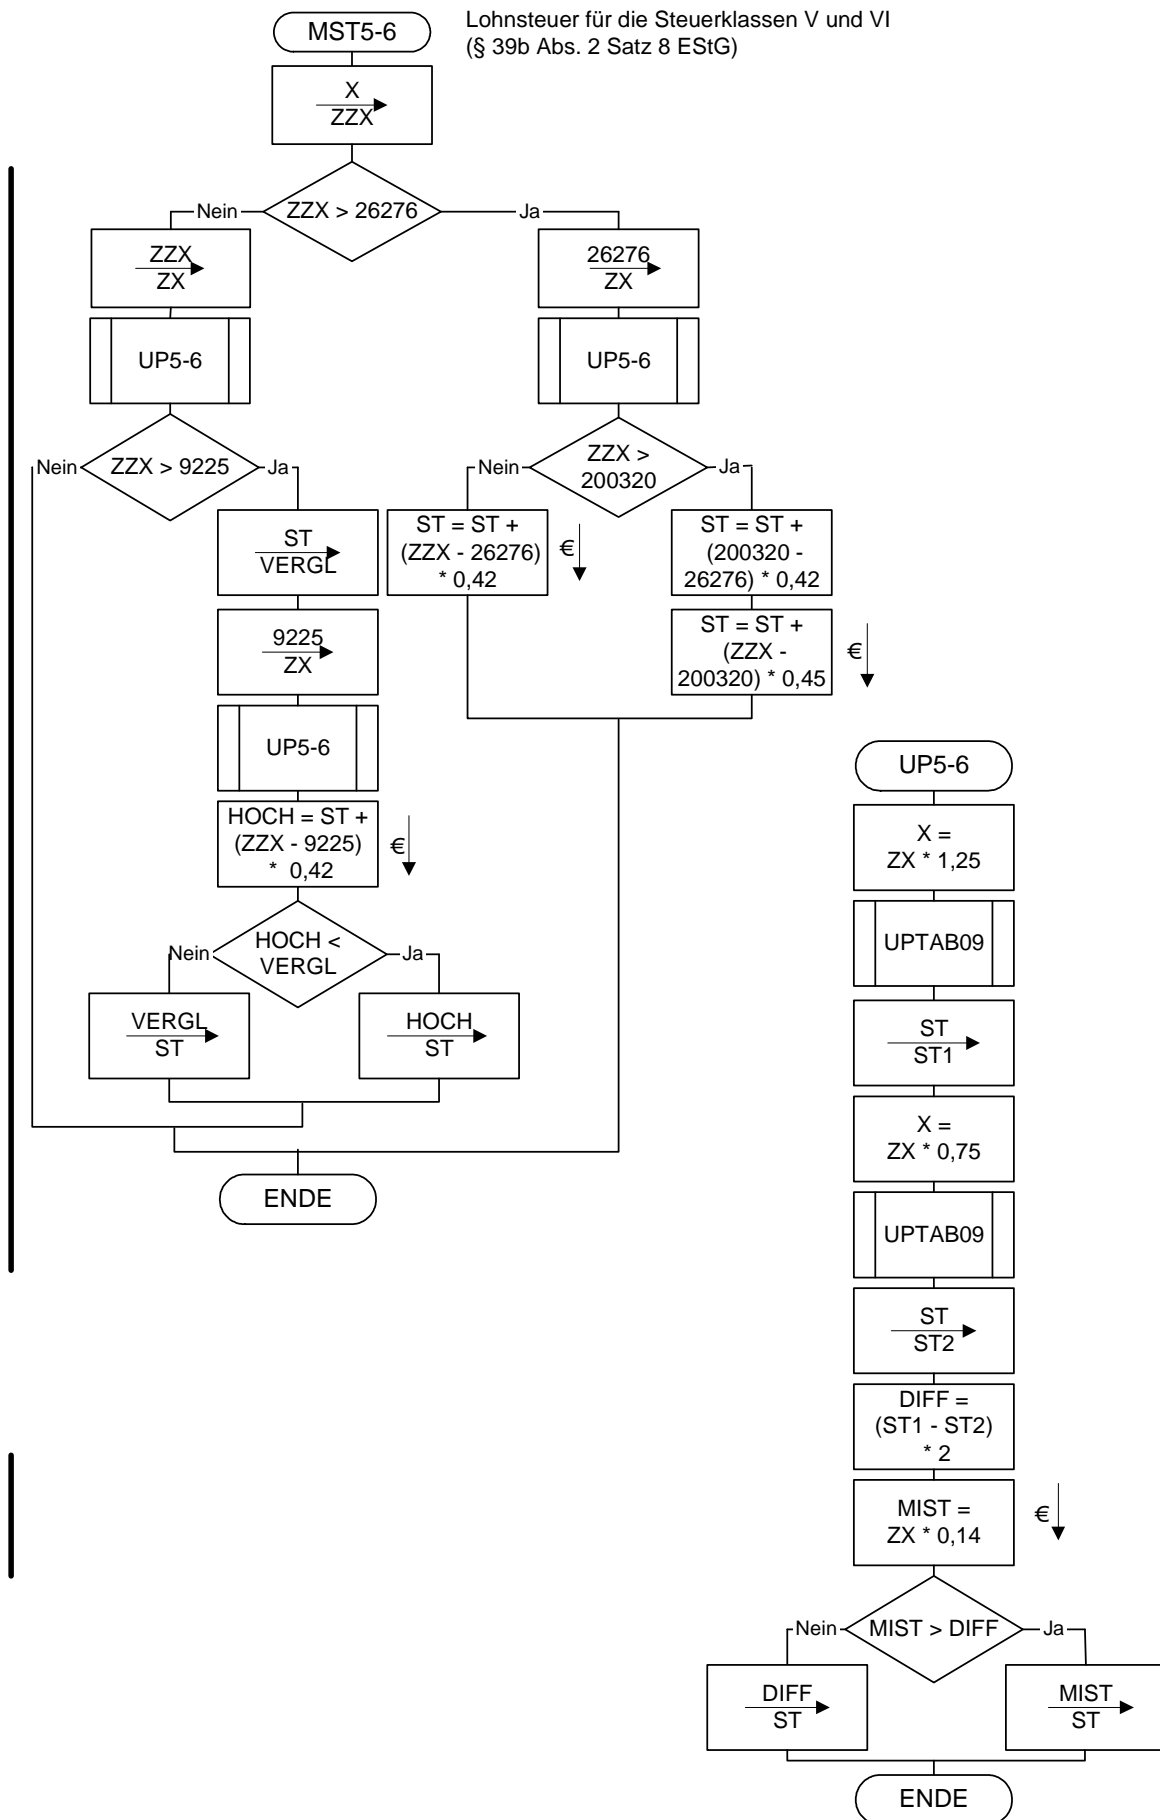 MST5-6
Lohnsteuer für die Steuerklassen V und VI
(§ 39b Abs. 2 Satz 8 EStG)
X
ZZX
ZZX > 26276
Nein
Ja
ZZX
ZX
UP5-6
ZZX > 9225
Nein
Ja
ST
VERGL
9225
ZX
UP5-6
HOCH = ST +
(ZZX - 9225)
* 0,42
€
HOCH <
VERGL
Nein
Ja
VERGL
ST
HOCH
ST
26276
ZX
UP5-6
ZZX >
200320
Nein
Ja
ST = ST +
(ZZX - 26276)
* 0,42
€
ST = ST +
(200320 -
26276) * 0,42
ST = ST +
(ZZX -
200320) * 0,45
€
ENDE
UP5-6
X =
ZX * 1,25
UPTAB09
ST
ST1
X =
ZX * 0,75
UPTAB09
ST
ST2
DIFF =
(ST1 - ST2)
* 2
MIST =
ZX * 0,14
€
MIST > DIFF
Nein
Ja
DIFF
ST
MIST
ST
ENDE